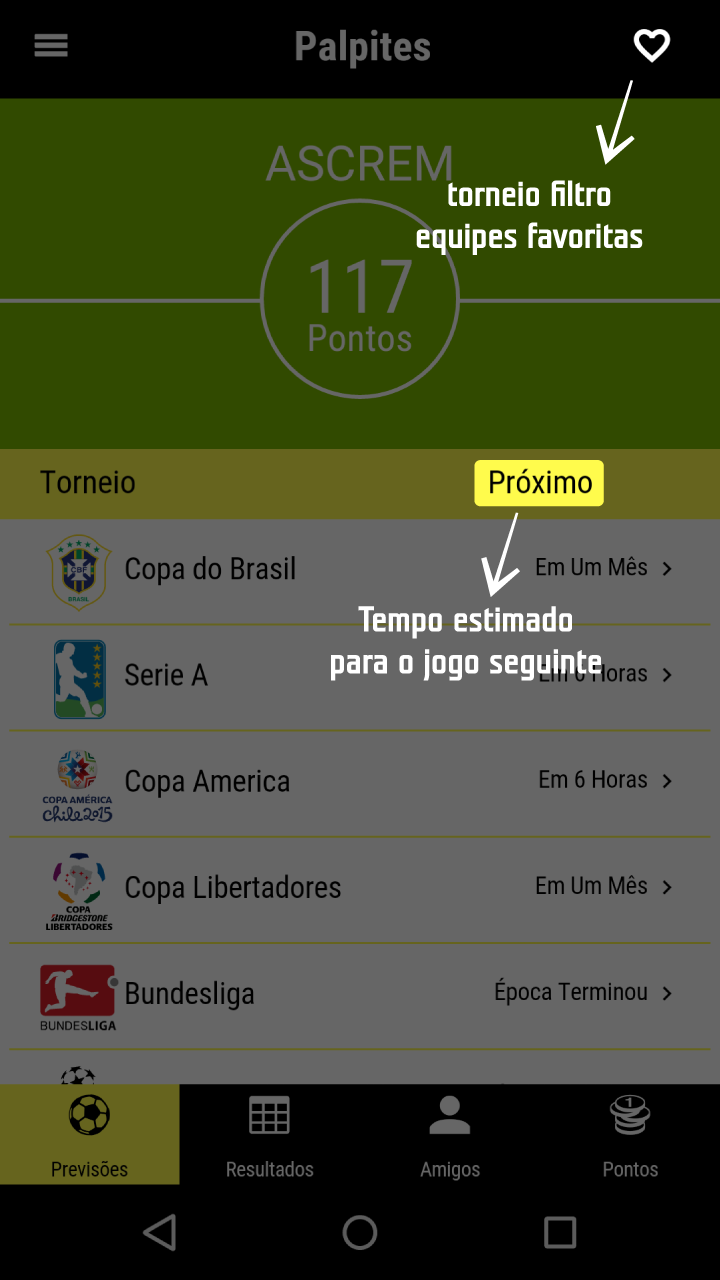 Palpites
ASCREM
torneio filtro
equipes favoritas
117
Pontos
Torneio
Próximo
CBF
BRASIL
Copa do Brasil
Em Um Mês
Tempo estimado
para o jogo seguinte
Serie A
Em 6 Horas
COPA AMÉRICA
chile2015
Copa America
Em 6 Horas
COPA
BRIDGESTONE
LIBERTADORES
Copa Libertadores
Em Um Mês
BUNDESLIGA
Bundesliga
Época Terminou
1
Previsões
Resultados
Amigos
Pontos